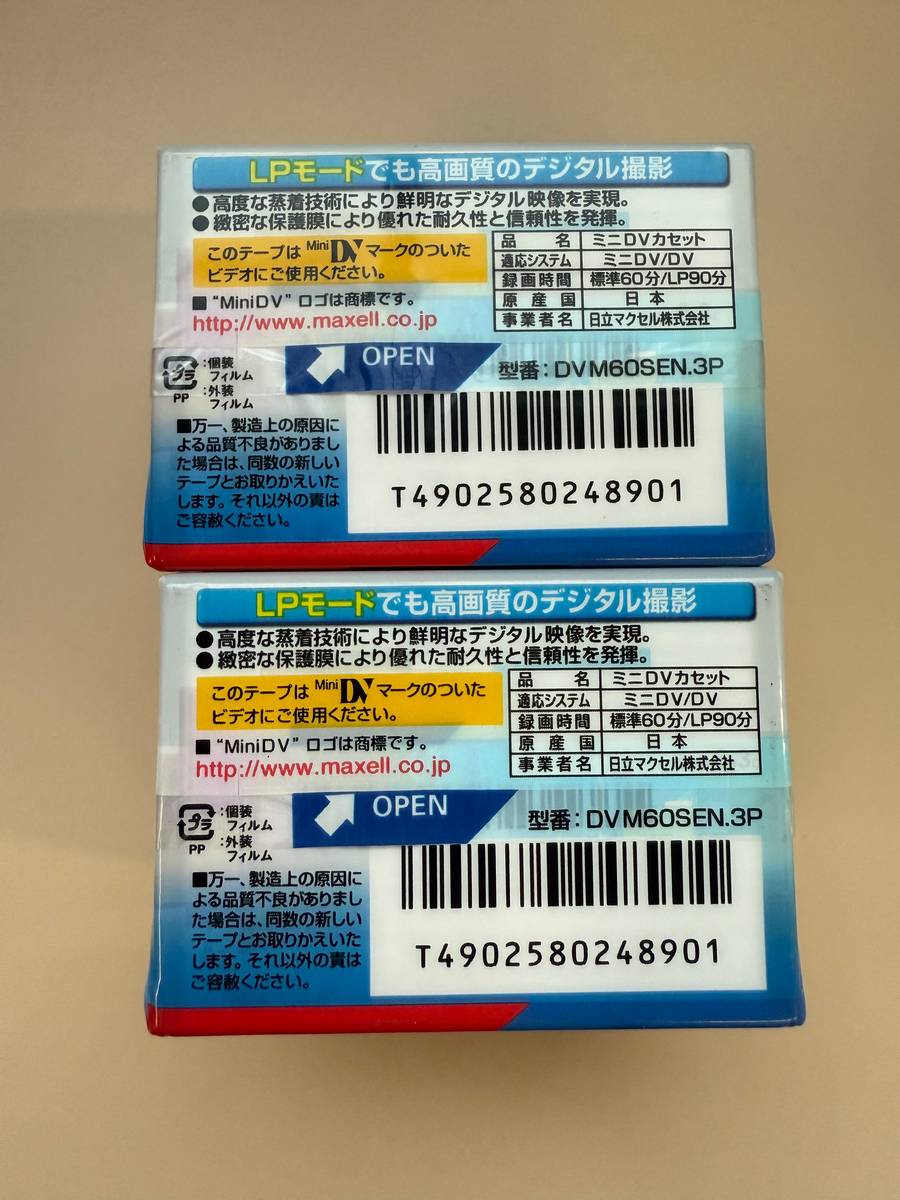 LPモードでも高画質のデジタル撮影
●高度な蒸着技術により鮮明なデジタル映像を実現。
●緻密な保護膜により優れた耐久性と信頼性を発揮。
このテープは Mini DV マークのついた
ビデオにご使用ください。
■ “MiniDV” ロゴは商標です。
http://www.maxell.co.jp
品 名 ミニDVカセット
適応システム ミニDV/DV
録画時間 標準60分/LP90分
原産国 日本
事業者名 日立マクセル株式会社
OPEN
型番：DVM60SEN.3P
プラ
PP
：個装
フィルム
：外装
フィルム
■万一、製造上の原因に
よる品質不良がありまし
た場合は、同数の新しい
テープとお取りかえいた
します。それ以外の責は
ご容赦ください。
T4902580248901
LPモードでも高画質のデジタル撮影
●高度な蒸着技術により鮮明なデジタル映像を実現。
●緻密な保護膜により優れた耐久性と信頼性を発揮。
このテープは Mini DV マークのついた
ビデオにご使用ください。
■ “MiniDV” ロゴは商標です。
http://www.maxell.co.jp
品 名 ミニDVカセット
適応システム ミニDV/DV
録画時間 標準60分/LP90分
原産国 日本
事業者名 日立マクセル株式会社
OPEN
型番：DVM60SEN.3P
プラ
PP
：個装
フィルム
：外装
フィルム
■万一、製造上の原因に
よる品質不良がありまし
た場合は、同数の新しい
テープとお取りかえいた
します。それ以外の責は
ご容赦ください。
T4902580248901